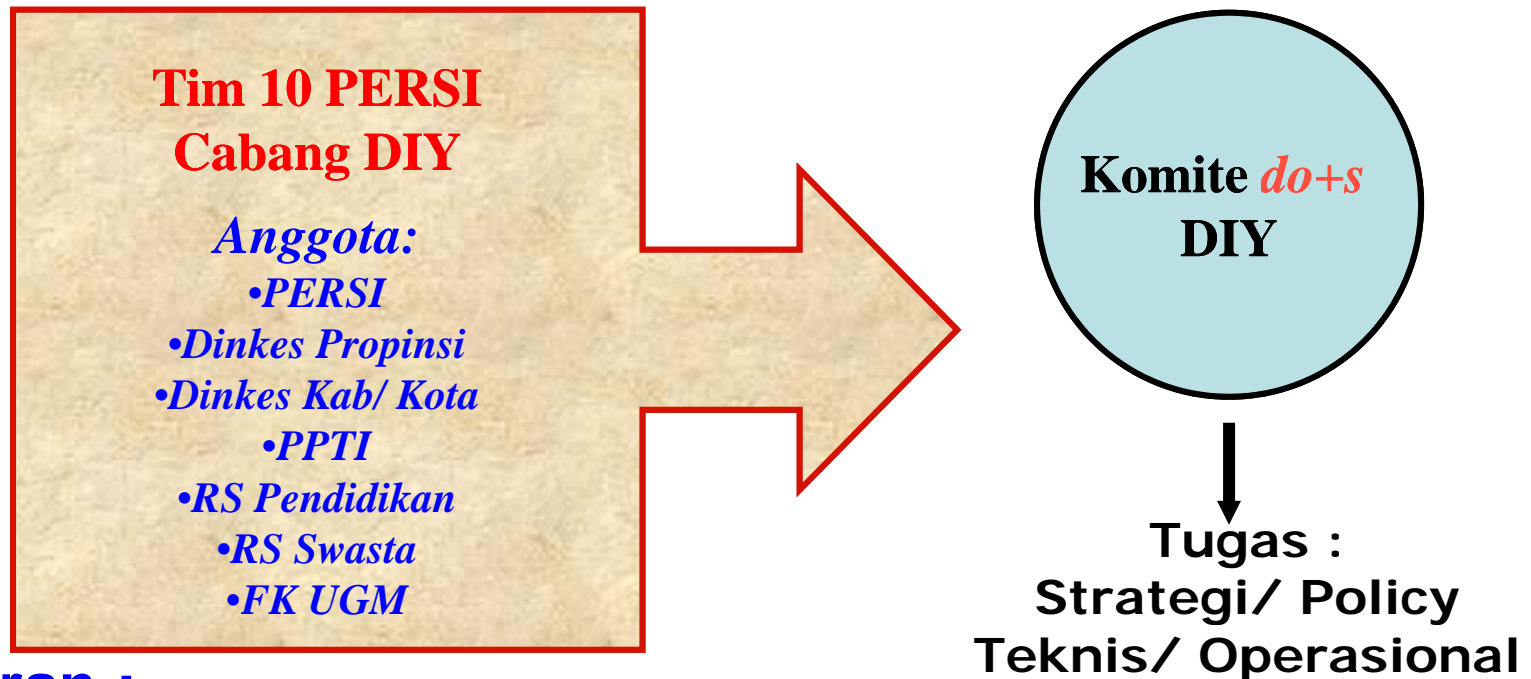 Tim 10 PERSI
Cabang DIY
Anggota:
•PERSI
•Dinkes Propinsi
•Dinkes Kab/ Kota
•PPTI
•RS Pendidikan
•RS Swasta
•FK UGM
Komite do+s
DIY
Tugas :
Strategi/ Policy
Teknis/ Operasional